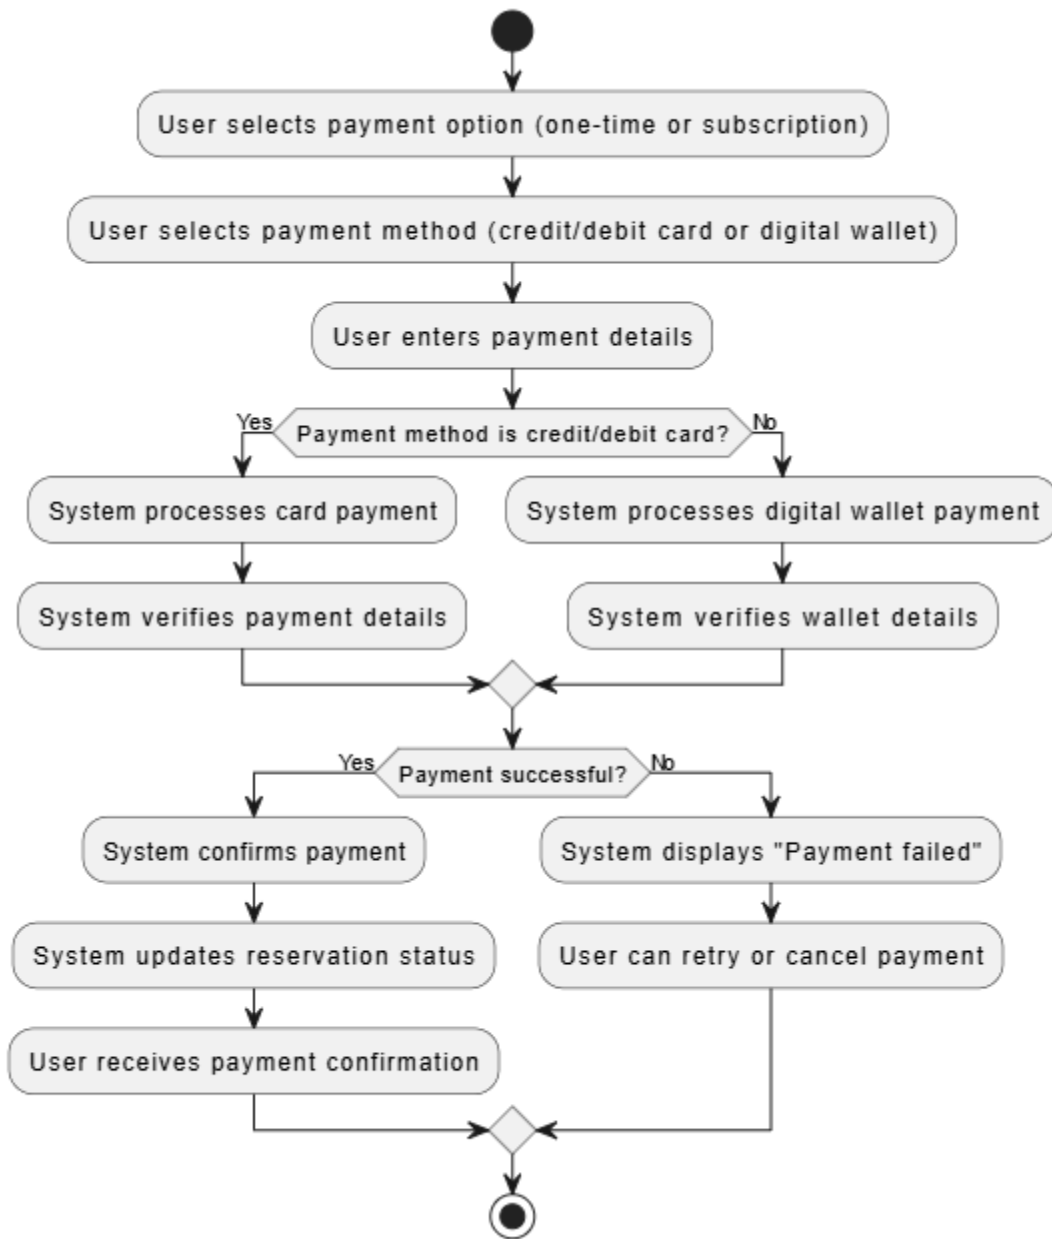 User selects payment option (one-time or subscription)
User selects payment method (credit/debit card or digital wallet)
User enters payment details
Yes
Payment method is credit/debit card?
No
System processes card payment
System processes digital wallet payment
System verifies payment details
System verifies wallet details
Yes
Payment successful?
No
System confirms payment
System displays "Payment failed"
System updates reservation status
User can retry or cancel payment
User receives payment confirmation